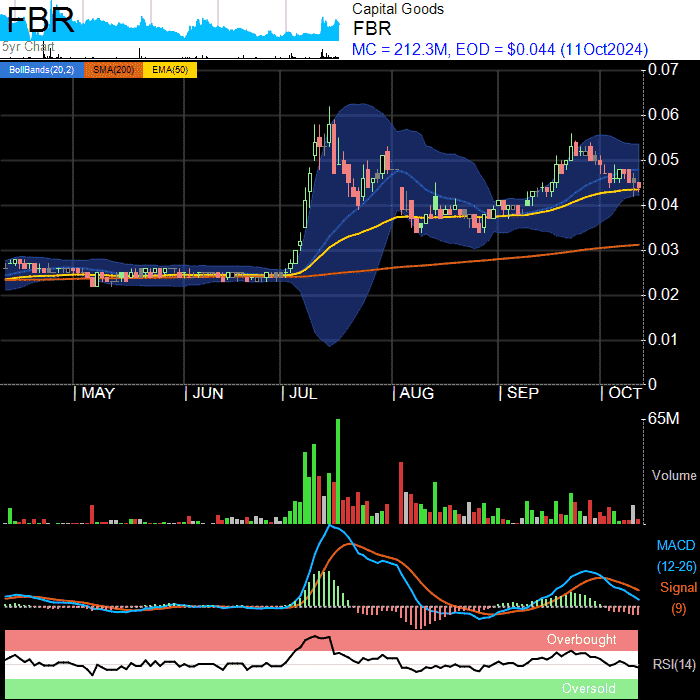 FBR
5yr Chart
Capital Goods
FBR
MC = 212.3M, EOD = $0.044 (11Oct2024)
BollBands(20,2) SMA(200) EMA(50)
0.07
0.06
0.05
0.04
0.03
0.02
0.01
0
MAY JUN JUL AUG SEP OCT
65M
Volume
MACD
(12-26)
Signal
(9)
Overbought
RSI(14)
Oversold